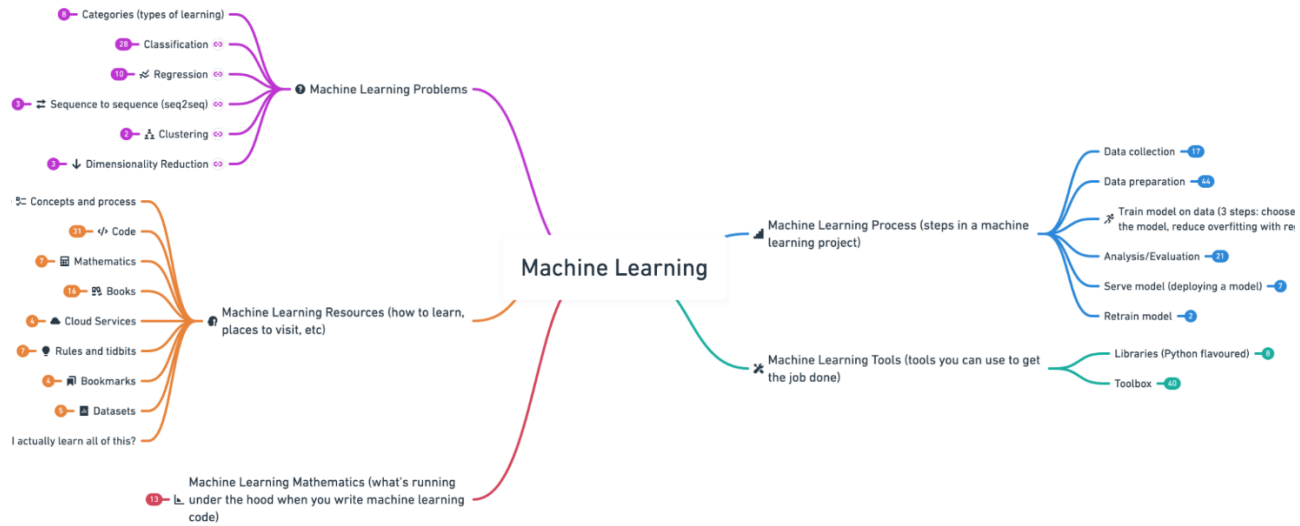 8 Categories (types of learning)
28 Classification
10 Regression
3 Sequence to sequence (seq2seq)
2 Clustering
3 Dimensionality Reduction
Machine Learning Problems
Concepts and process
31 Code
7 Mathematics
16 Books
4 Cloud Services
7 Rules and tidbits
4 Bookmarks
5 Datasets
I actually learn all of this?
Machine Learning Resources (how to learn,
places to visit, etc)
13 Machine Learning Mathematics (what's running
under the hood when you write machine learning
code)
Machine Learning
Machine Learning Process (steps in a machine
learning project)
Data collection 17
Data preparation 44
Train model on data (3 steps: choose
the model, reduce overfitting with reg
Analysis/Evaluation 21
Serve model (deploying a model) 7
Retrain model 2
Machine Learning Tools (tools you can use to get
the job done)
Libraries (Python flavoured) 8
Toolbox 40